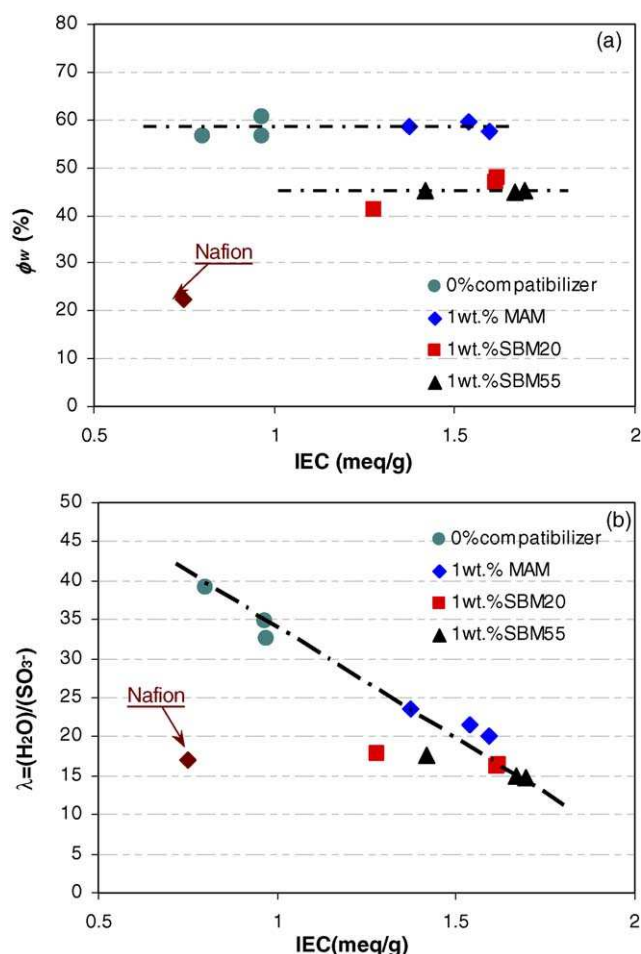 (a)
80
70
60
50
40
30
20
10
0
ϕw (%)
Nafion
0%compatibilizer
1wt.% MAM
1wt.%SBM20
1wt.%SBM55
0.5 1 1.5 2
IEC (meq/g)
(b)
50
45
40
35
30
25
20
15
10
5
0
λ=(H2O)/(SO3-)
Nafion
0%compatibilizer
1wt.% MAM
1wt.%SBM20
1wt.%SBM55
0.5 1 1.5 2
IEC(meq/g)